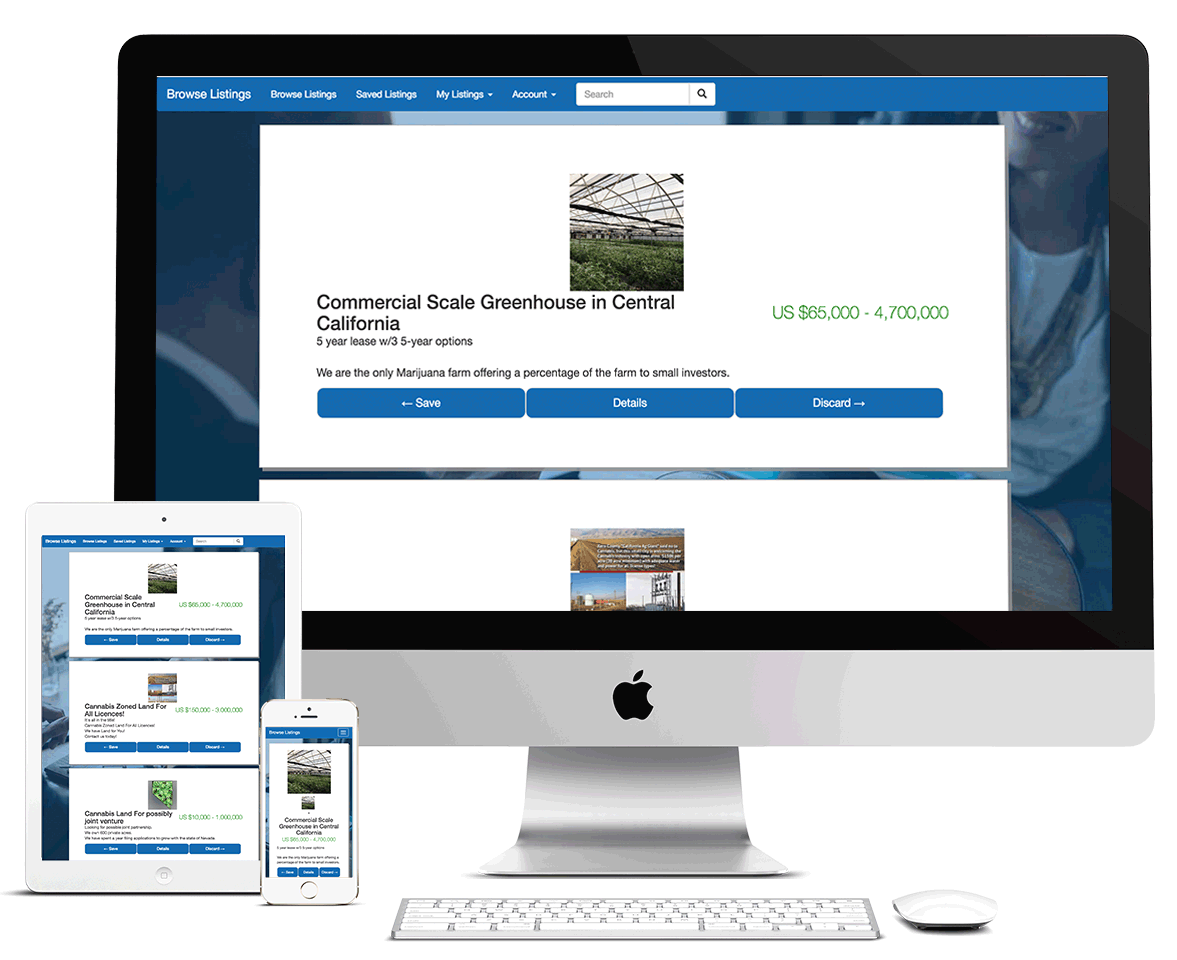 Browse Listings Browse Listings Saved Listings My Listings Account Search
Commercial Scale Greenhouse in Central
California
US $65,000 - 4,700,000
5 year lease w/3 5-year options
We are the only Marijuana farm offering a percentage of the farm to small investors.
← Save Details Discard →
Browse Listings Browse Listings Saved Listings My Listings Account Search
Commercial Scale
Greenhouse in Central
California
US $65,000 - 4,700,000
5 year lease w/3 5-year options
We are the only Marijuana farm offering a percentage of the farm to small investors.
← Save Details Discard →
Cannabis Zoned Land For
All Licences!
US $150,000 - 3,000,000
It's all in the title!
Cannabis Zoned Land For All Licences!
We have Land for You!
Contact us today!
← Save Details Discard →
Cannabis Land For possibly
joint venture
US $10,000 - 1,000,000
Looking for possible joint partnership.
We own 600 private acres
We have spent a year filing applications to grow with the state of Nevada
← Save Details Discard →
Browse Listings
Commercial Scale
Greenhouse in Central
California
US $65,000 - 4,700,000
5 year lease w/3 5-year options
We are the only Marijuana farm offering a
percentage of the farm to small investors.
← Save Details Discard →